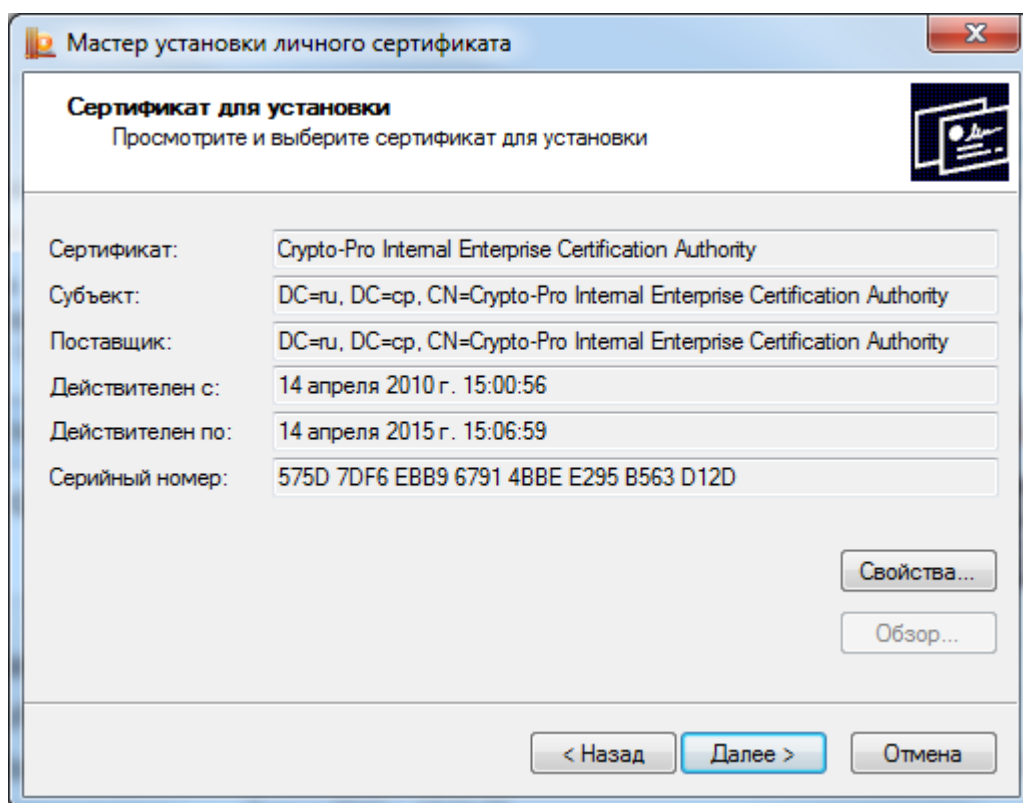 Мастер установки личного сертификата
Сертификат для установки
Просмотрите и выберите сертификат для установки
Сертификат: Crypto-Pro Internal Enterprise Certification Authority
Субъект: DC=ru, DC=cp, CN=Crypto-Pro Internal Enterprise Certification Authority
Поставщик: DC=ru, DC=cp, CN=Crypto-Pro Internal Enterprise Certification Authority
Действителен с: 14 апреля 2010 г. 15:00:56
Действителен по: 14 апреля 2015 г. 15:06:59
Серийный номер: 575D 7DF6 EBB9 6791 4BBE E295 B563 D12D
Свойства...
Обзор...
< Назад Далее > Отмена